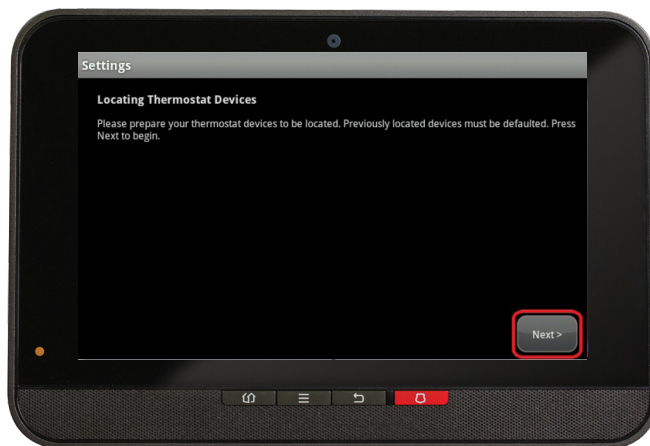 Settings
Locating Thermostat Devices
Please prepare your thermostat devices to be located. Previously located devices must be defaulted. Press
Next to begin.
Next >